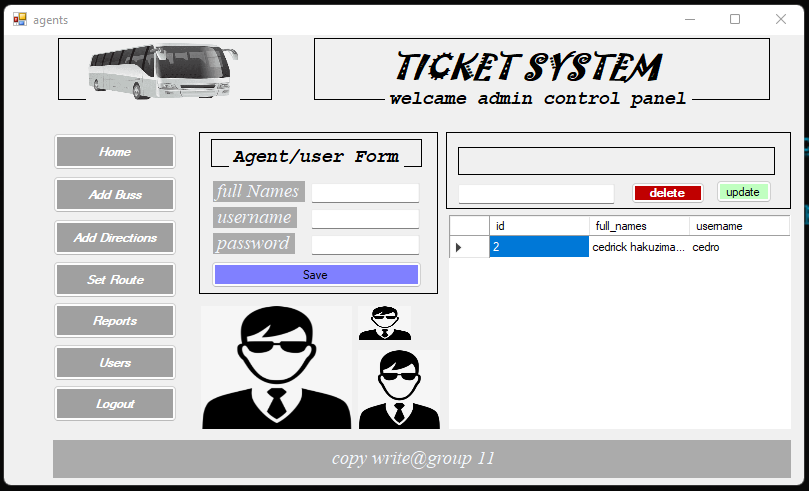 agents
TICKET SYSTEM
welcame admin control panel
Home
Add Buss
Add Directions
Set Route
Reports
Users
Logout
Agent/user Form
full Names
username
password
Save
delete
update
id full_names username
2 cedrick hakuzima... cedro
copy write@group 11